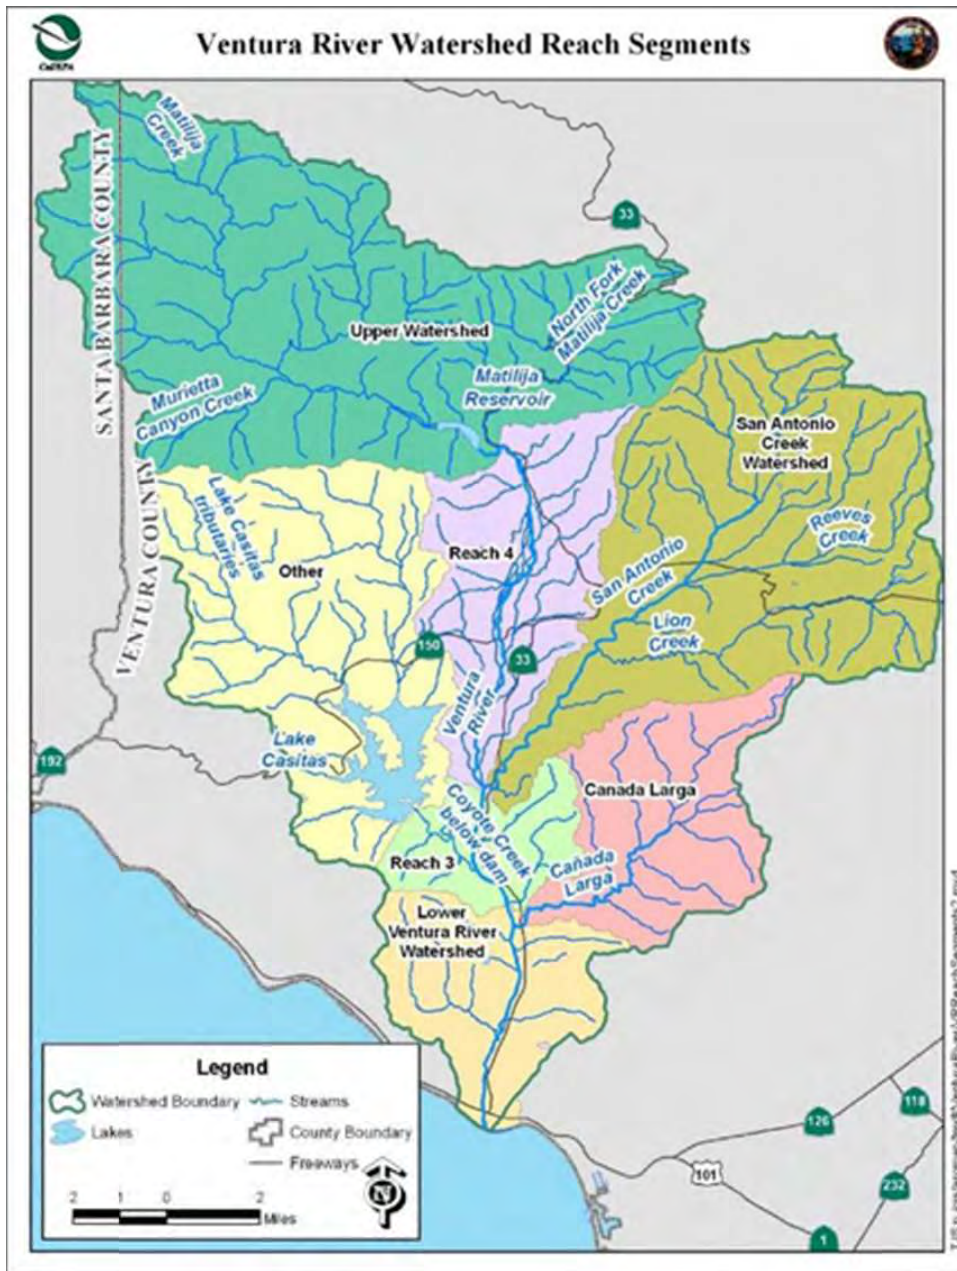 Ventura River Watershed Reach Segments
Matilija
Creek
SANTA BARBARA COUNTY
33
North Fork
Matilija Creek
Upper Watershed
Matilija
Reservoir
Murietta
Canyon Creek
San Antonio
Creek
Watershed
VENTURA COUNTY
Lake Casitas
tributaries
Other
Reach 4
San Antonio
Creek
Reeves
Creek
Lion
Creek
150
33
Ventura
River
192
Lake
Casitas
Canada Larga
Coyote Creek
below dam
Reach 3
Cañada
Larga
Lower
Ventura River
Watershed
Legend
Watershed Boundary
Streams
Lakes
County Boundary
Freeways
2 1 0 2
Miles
N
126
118
101
232
1